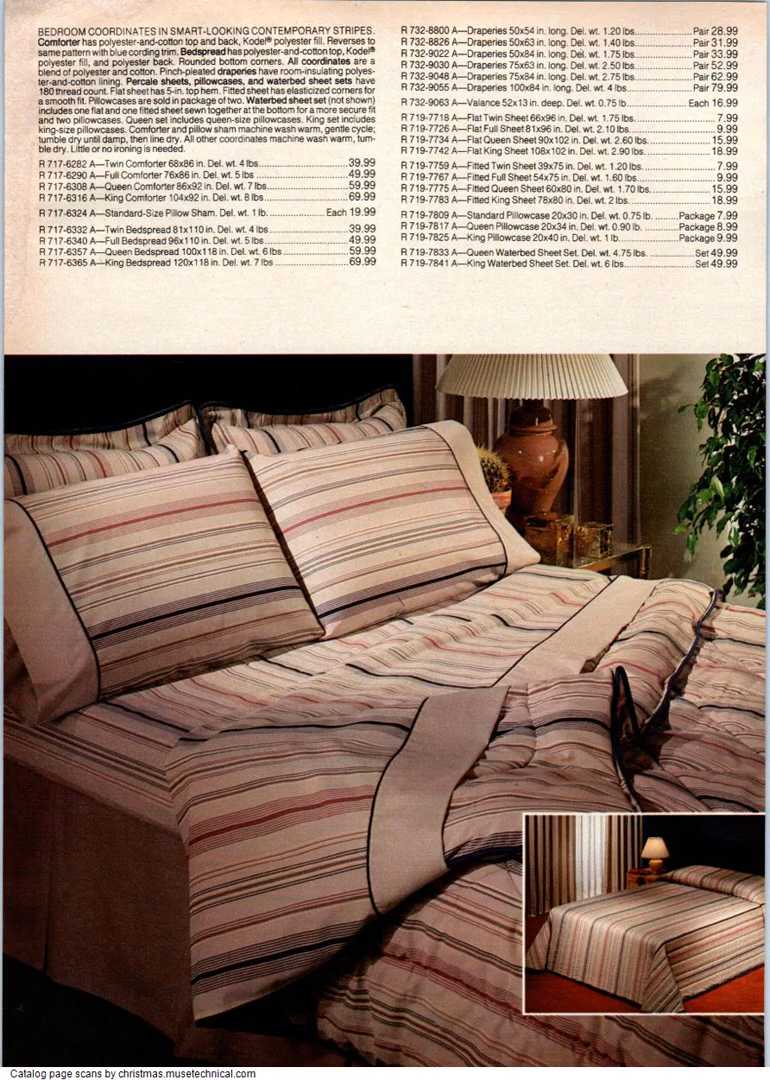 BEDROOM COORDINATES IN SMART-LOOKING CONTEMPORARY STRIPES.
Comforter has polyester-and-cotton top and back, Kodel® polyester fill. Reverses to
same pattern with blue cording trim. Bedspread has polyester-and-cotton top, Kodel®
polyester fill, and polyester back. Rounded bottom corners. All coordinates are a
blend of polyester and cotton. Pinch-pleated draperies have room-insulating polyes-
ter-and-cotton lining. Percale sheets, pillowcases, and waterbed sheet sets have
180 thread count. Flat sheet has 5-in. top hem. Fitted sheet has elasticized corners for
a smooth fit. Pillowcases are sold in package of two. Waterbed sheet set (not shown)
includes one flat and one fitted sheet sewn together at the bottom for a more secure fit
and two pillowcases. Queen set includes queen-size pillowcases. King set includes
king-size pillowcases. Comforter and pillow sham machine wash warm, gentle cycle;
tumble dry until damp, then line dry. All other coordinates machine wash warm, tum-
ble dry. Little or no ironing is needed.
R 717-6282 A—Twin Comforter 68x86 in. Del. wt. 4 lbs. 39.99
R 717-6290 A—Full Comforter 76x86 in. Del. wt. 5 lbs 49.99
R 717-6308 A—Queen Comforter 86x92 in. Del. wt. 7 lbs. 59.99
R 717-6316 A—King Comforter 104x92 in. Del. wt. 8 lbs. 69.99
R 717-6324 A—Standard-Size Pillow Sham. Del. wt. 1 lb. Each 19.99
R 717-6332 A—Twin Bedspread 81x110 in. Del. wt. 4 lbs 39.99
R 717-6340 A—Full Bedspread 96x110 in. Del. wt. 5 lbs 49.99
R 717-6357 A—Queen Bedspread 100x118 in. Del. wt. 6 lbs 59.99
R 717-6365 A—King Bedspread 120x118 in. Del. wt. 7 lbs 69.99
R 732-8800 A—Draperies 50x54 in. long. Del. wt. 1.20 lbs. Pair 28.99
R 732-8826 A—Draperies 50x63 in. long. Del. wt. 1.40 lbs. Pair 31.99
R 732-9022 A—Draperies 50x84 in. long. Del. wt. 1.75 lbs. Pair 33.99
R 732-9030 A—Draperies 75x63 in. long. Del. wt. 2.50 lbs. Pair 52.99
R 732-9048 A—Draperies 75x84 in. long. Del. wt. 2.75 lbs. Pair 62.99
R 732-9055 A—Draperies 100x84 in. long. Del. wt. 4 lbs. Pair 79.99
R 732-9063 A—Valance 52x13 in. deep. Del. wt. 0.75 lb. Each 16.99
R 719-7718 A—Flat Twin Sheet 66x96 in. Del. wt. 1.75 lbs. 7.99
R 719-7726 A—Flat Full Sheet 81x96 in. Del. wt. 2.10 lbs. 9.99
R 719-7734 A—Flat Queen Sheet 90x102 in. Del. wt. 2.60 lbs. 15.99
R 719-7742 A—Flat King Sheet 108x102 in. Del. wt. 2.90 lbs. 18.99
R 719-7759 A—Fitted Twin Sheet 39x75 in. Del. wt. 1.20 lbs. 7.99
R 719-7767 A—Fitted Full Sheet 54x75 in. Del. wt. 1.60 lbs. 9.99
R 719-7775 A—Fitted Queen Sheet 60x80 in. Del. wt. 1.70 lbs. 15.99
R 719-7783 A—Fitted King Sheet 78x80 in. Del. wt. 2 lbs. 18.99
R 719-7809 A—Standard Pillowcase 20x30 in. Del. wt. 0.75 lb. Package 7.99
R 719-7817 A—Queen Pillowcase 20x34 in. Del. wt. 0.90 lb. Package 8.99
R 719-7825 A—King Pillowcase 20x40 in. Del. wt. 1 lb. Package 9.99
R 719-7833 A—Queen Waterbed Sheet Set. Del. wt. 4.75 lbs. Set 49.99
R 719-7841 A—King Waterbed Sheet Set. Del. wt. 6 lbs. Set 49.99
Catalog page scans by christmas.musetechnical.com